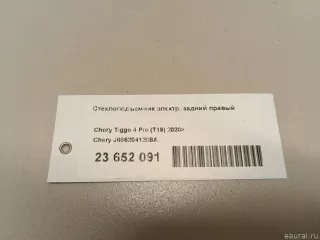 Стеклоподъемник электр. задний правый
Chery Tiggo 4 Pro (T19) 2020>
Chery J686204130BA
23 652 091
eaural.ru